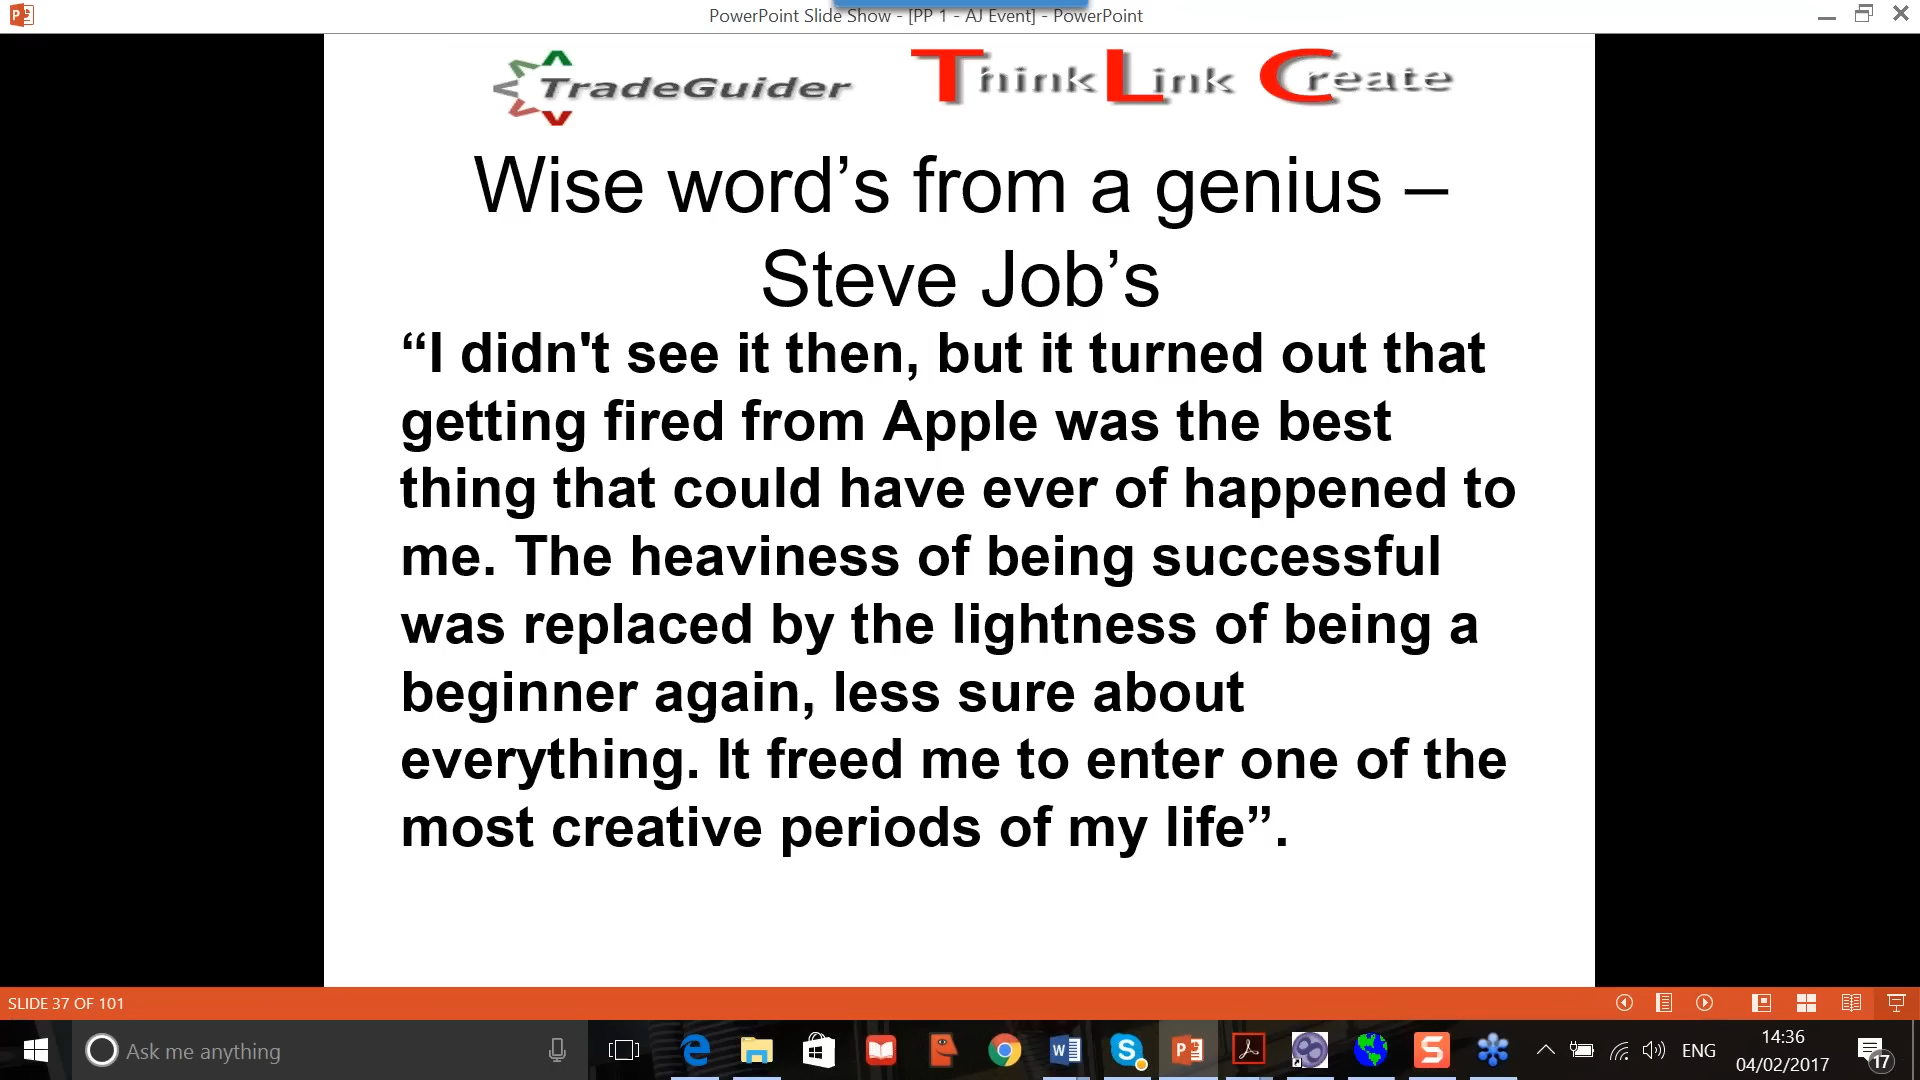 PowerPoint Slide Show - [PP 1 - AJ Event] - PowerPoint
TradeGuider Think Link Create
Wise word’s from a genius –
Steve Job’s
“I didn't see it then, but it turned out that
getting fired from Apple was the best
thing that could have ever of happened to
me. The heaviness of being successful
was replaced by the lightness of being a
beginner again, less sure about
everything. It freed me to enter one of the
most creative periods of my life”.
SLIDE 37 OF 101
Ask me anything
ENG
14:36
04/02/2017
17